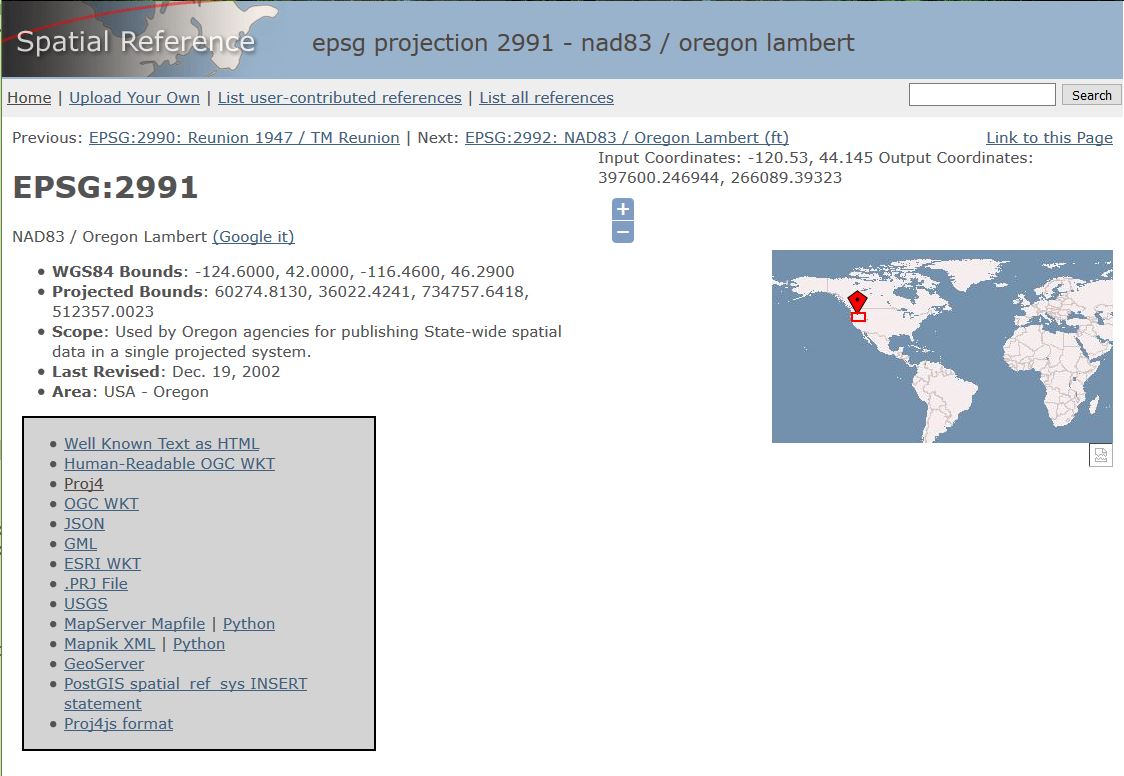 Spatial Reference
epsg projection 2991 - nad83 / oregon lambert
Home | Upload Your Own | List user-contributed references | List all references
Search
Previous: EPSG:2990: Reunion 1947 / TM Reunion | Next: EPSG:2992: NAD83 / Oregon Lambert (ft)
Link to this Page
Input Coordinates: -120.53, 44.145 Output Coordinates:
397600.246944, 266089.39323
EPSG:2991
+
−
NAD83 / Oregon Lambert (Google it)
WGS84 Bounds: -124.6000, 42.0000, -116.4600, 46.2900
Projected Bounds: 60274.8130, 36022.4241, 734757.6418,
512357.0023
Scope: Used by Oregon agencies for publishing State-wide spatial
data in a single projected system.
Last Revised: Dec. 19, 2002
Area: USA - Oregon
Well Known Text as HTML
Human-Readable OGC WKT
Proj4
OGC WKT
JSON
GML
ESRI WKT
.PRJ File
USGS
MapServer Mapfile | Python
Mapnik XML | Python
GeoServer
PostGIS spatial_ref_sys INSERT
statement
Proj4js format